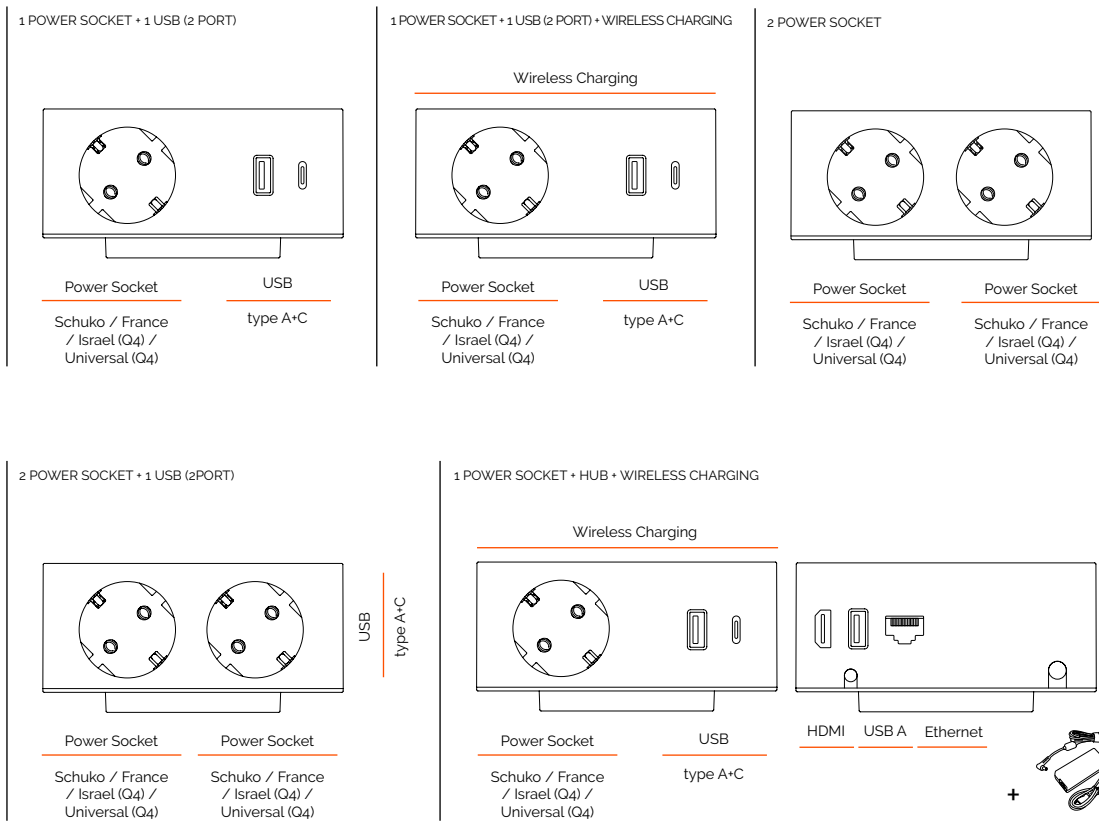 1 POWER SOCKET + 1 USB (2 PORT)
Power Socket
Schuko / France
/ Israel (Q4) /
Universal (Q4)
USB
type A+C
1 POWER SOCKET + 1 USB (2 PORT) + WIRELESS CHARGING
Wireless Charging
Power Socket
Schuko / France
/ Israel (Q4) /
Universal (Q4)
USB
type A+C
2 POWER SOCKET
Power Socket
Schuko / France
/ Israel (Q4) /
Universal (Q4)
Power Socket
Schuko / France
/ Israel (Q4) /
Universal (Q4)
2 POWER SOCKET + 1 USB (2PORT)
USB
type A+C
Power Socket
Schuko / France
/ Israel (Q4) /
Universal (Q4)
Power Socket
Schuko / France
/ Israel (Q4) /
Universal (Q4)
1 POWER SOCKET + HUB + WIRELESS CHARGING
Wireless Charging
Power Socket
Schuko / France
/ Israel (Q4) /
Universal (Q4)
USB
type A+C
HDMI
USB A
Ethernet
+